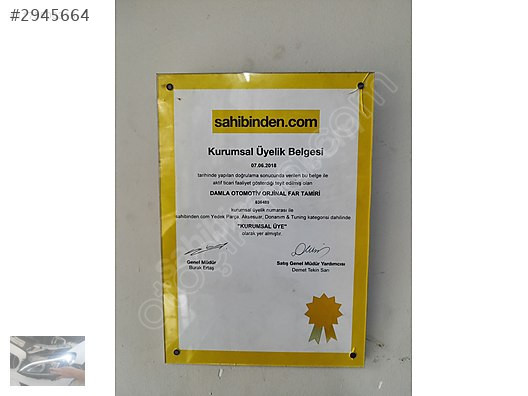 #2945664
sahibinden.com
Kurumsal Üyelik Belgesi
07.06.2018
tarihinde yapılan doğrulama sonucunda verilen bu belge ile
aktif ticari faaliyet gösterdiği teyit edilmiş olan
DAMLA OTOMOTİV ORJİNAL FAR TAMİRİ
kurumsal üyelik numarası ile
sahibinden.com Yedek Parça, Aksesuar, Donanım & Tuning kategorisi dahilinde
"KURUMSAL ÜYE"
olarak yer almıştır.
Genel Müdür
Burak Ertaş
Satış Genel Müdür Yardımcısı
Demet Tekin Sarı